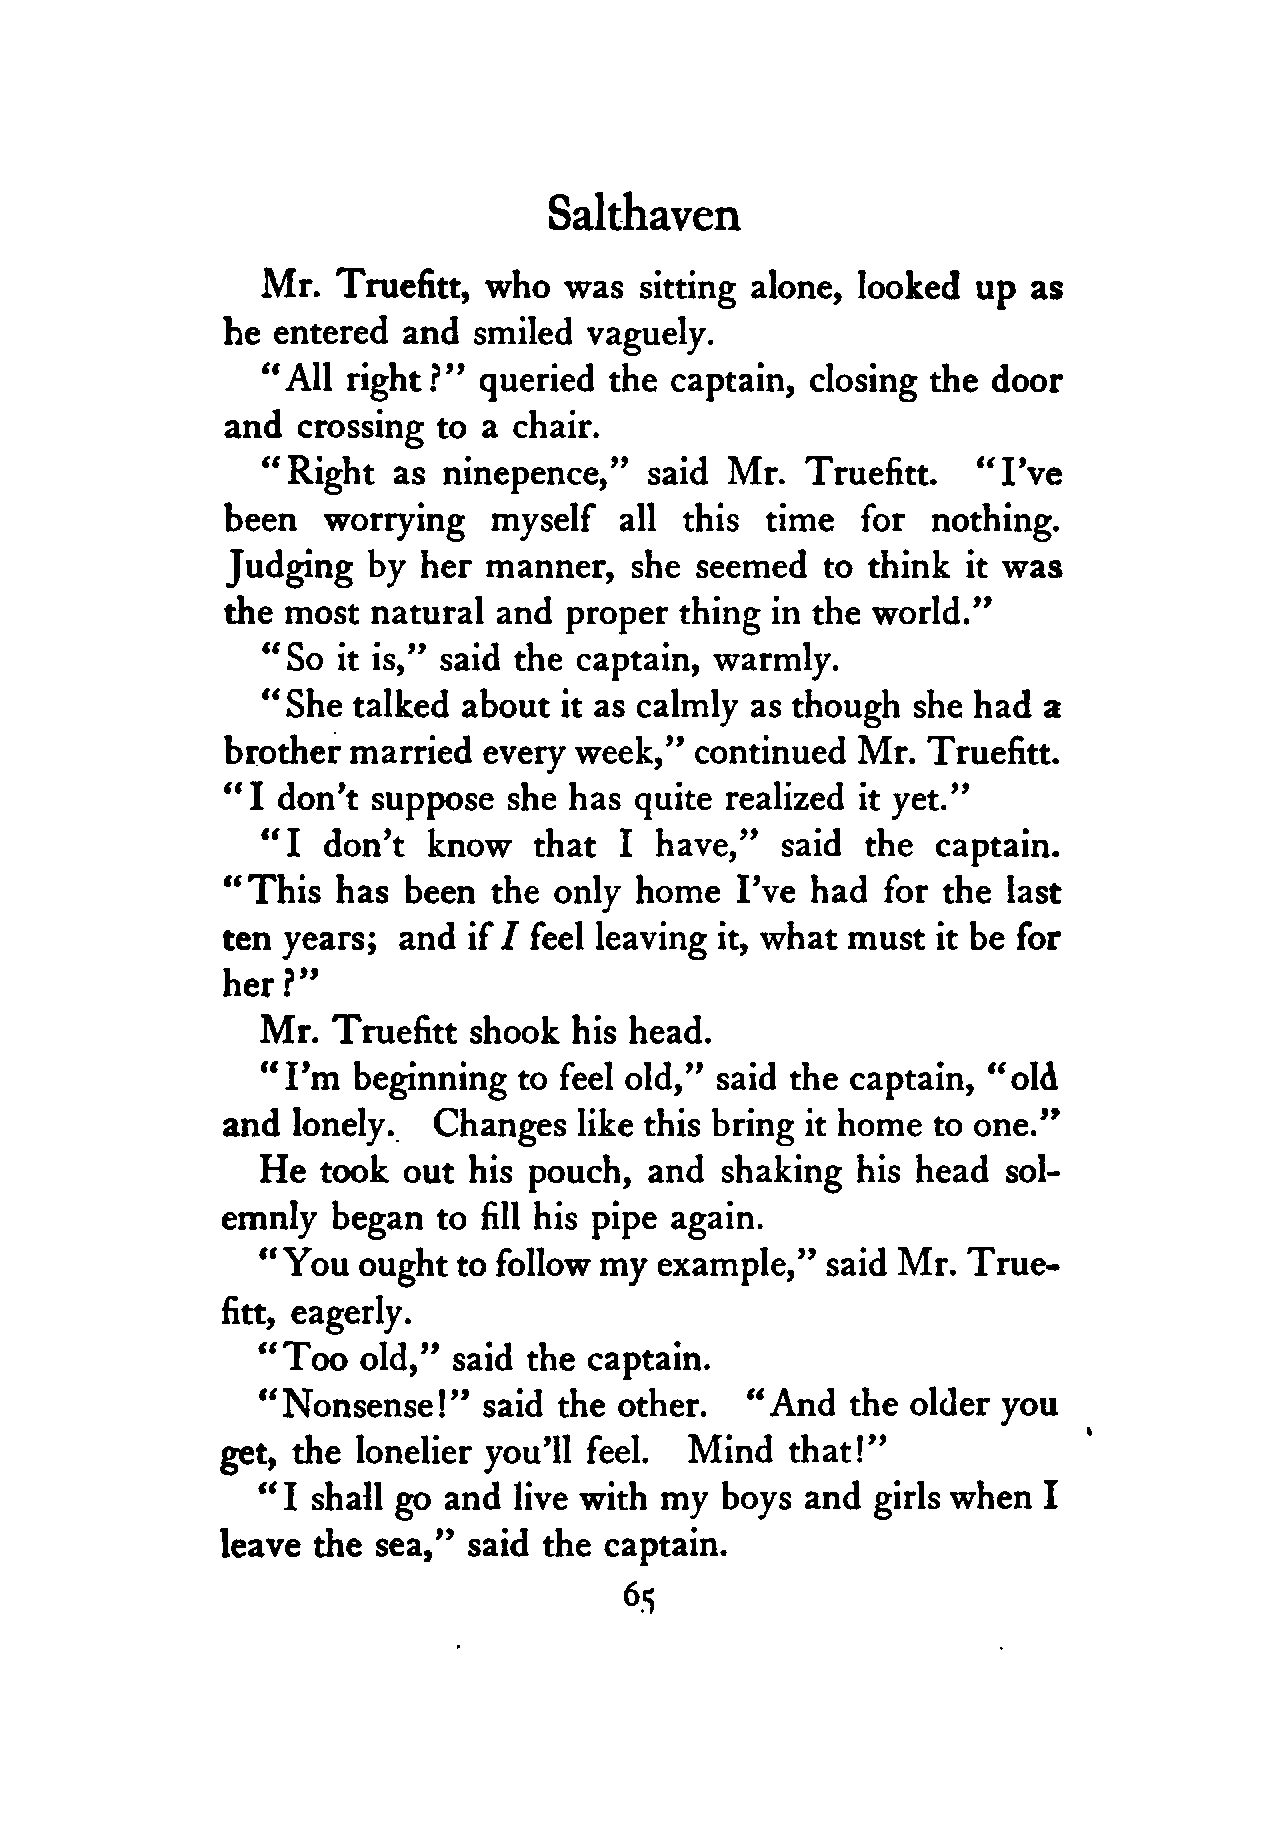 Salthaven
Mr. Truefitt, who was sitting alone, looked up as
he entered and smiled vaguely.
"All right?" queried the captain, closing the door
and crossing to a chair.
"Right as ninepence," said Mr. Truefitt. "I've
been worrying myself all this time for nothing.
Judging by her manner, she seemed to think it was
the most natural and proper thing in the world."
"So it is," said the captain, warmly.
"She talked about it as calmly as though she had a
brother married every week," continued Mr. Truefitt.
"I don't suppose she has quite realized it yet."
"I don't know that I have," said the captain.
"This has been the only home I've had for the last
ten years; and if I feel leaving it, what must it be for
her?"
Mr. Truefitt shook his head.
"I'm beginning to feel old," said the captain, "old
and lonely. Changes like this bring it home to one."
He took out his pouch, and shaking his head sol-
emnly began to fill his pipe again.
"You ought to follow my example," said Mr. True-
fitt, eagerly.
"Too old," said the captain.
"Nonsense!" said the other. "And the older you
get, the lonelier you'll feel. Mind that!"
"I shall go and live with my boys and girls when I
leave the sea," said the captain.
65